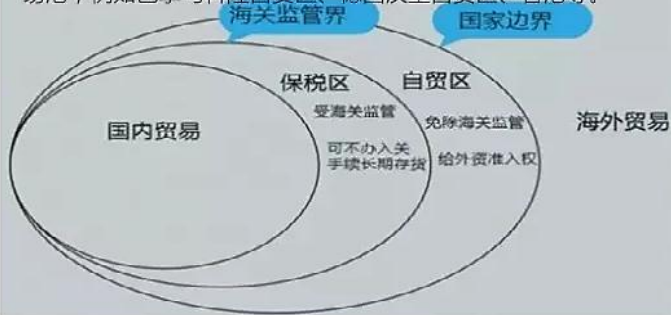 海关监管界
国家边界
保税区
自贸区
受海关监管
免除海关监管
海外贸易
国内贸易
可不办入关
手续长期存货
给外资准入权